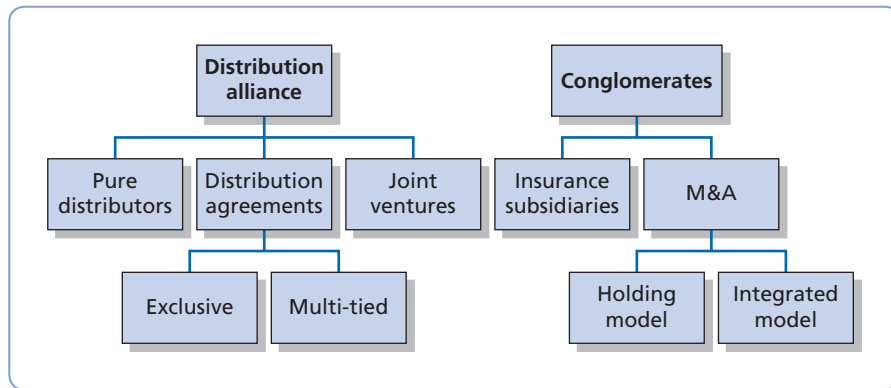 Distribution
alliance
Conglomerates
Pure
distributors
Distribution
agreements
Joint
ventures
Insurance
subsidiaries
M&A
Exclusive
Multi-tied
Holding
model
Integrated
model